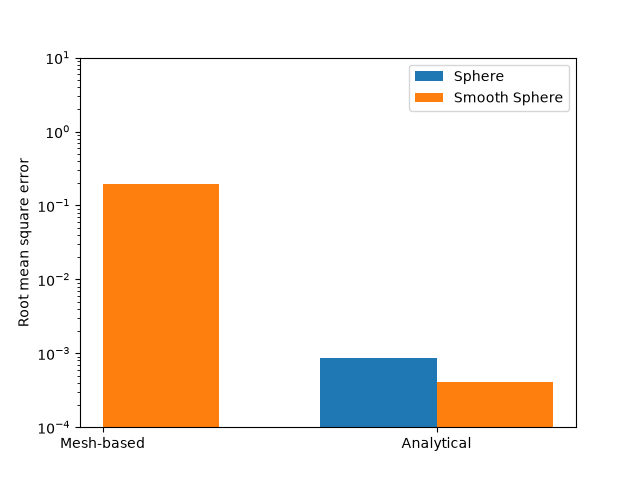 Sphere
Smooth Sphere
Root mean square error
10¹
10⁰
10⁻¹
10⁻²
10⁻³
10⁻⁴
Mesh-based
Analytical